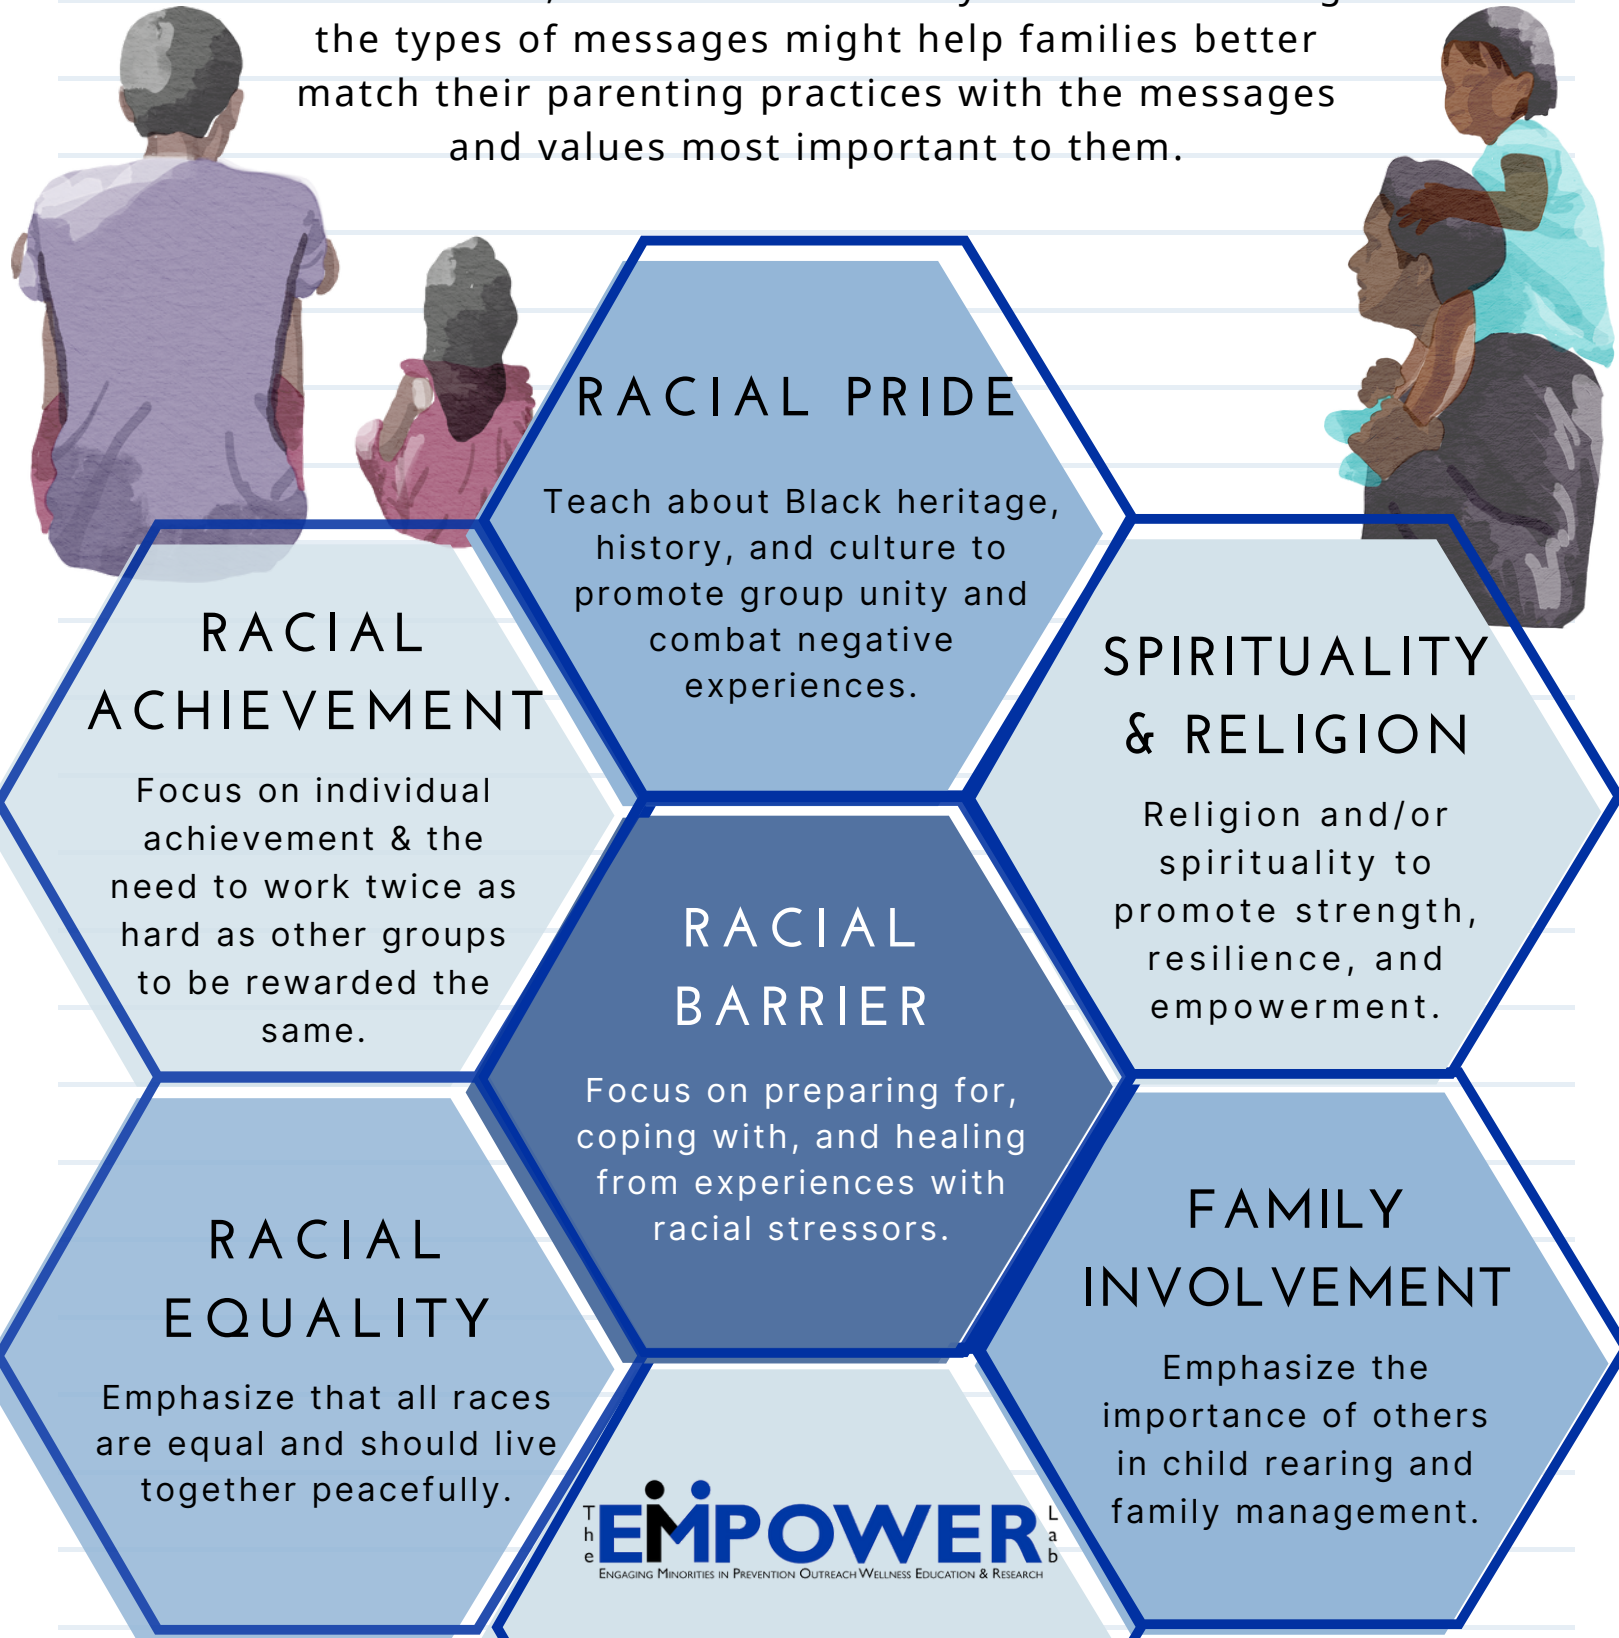 the types of messages might help families better
match their parenting practices with the messages
and values most important to them.
RACIAL PRIDE
Teach about Black heritage,
history, and culture to
promote group unity and
combat negative
experiences.
RACIAL
ACHIEVEMENT
Focus on individual
achievement & the
need to work twice as
hard as other groups
to be rewarded the
same.
SPIRITUALITY
& RELIGION
Religion and/or
spirituality to
promote strength,
resilience, and
empowerment.
RACIAL
BARRIER
Focus on preparing for,
coping with, and healing
from experiences with
racial stressors.
RACIAL
EQUALITY
Emphasize that all races
are equal and should live
together peacefully.
FAMILY
INVOLVEMENT
Emphasize the
importance of others
in child rearing and
family management.
The EMPOWER Lab
ENGAGING MINORITIES IN PREVENTION OUTREACH WELLNESS EDUCATION & RESEARCH